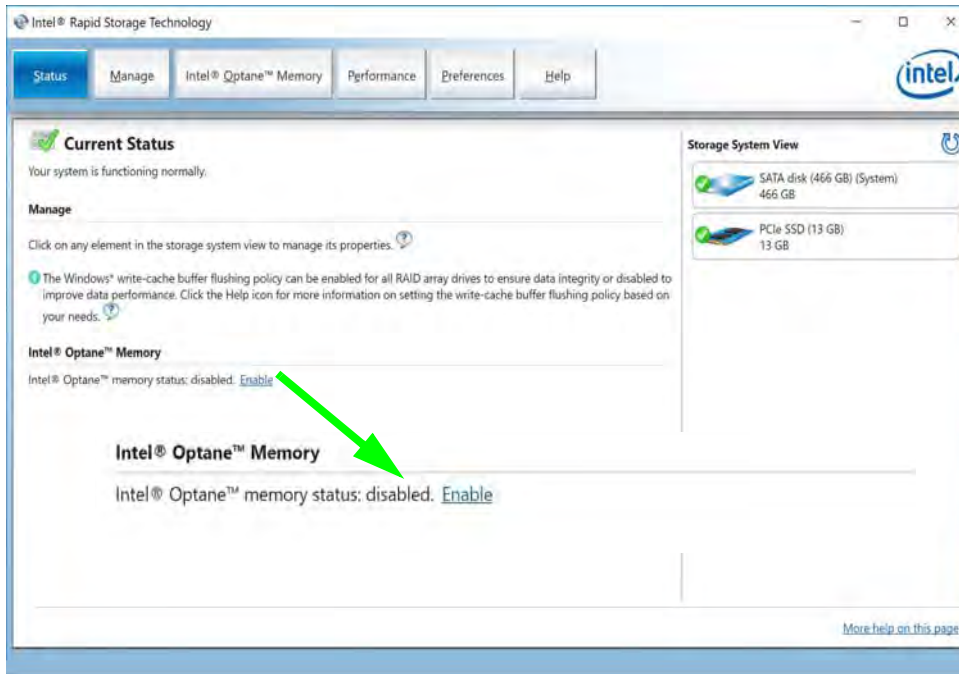 Intel® Rapid Storage Technology
Status
Manage
Intel® Optane™ Memory
Performance
Preferences
Help
intel
Current Status
Your system is functioning normally.
Manage
Click on any element in the storage system view to manage its properties.
The Windows* write-cache buffer flushing policy can be enabled for all RAID array drives to ensure data integrity or disabled to
improve data performance. Click the Help icon for more information on setting the write-cache buffer flushing policy based on
your needs.
Intel® Optane™ Memory
Intel® Optane™ memory status: disabled. Enable
Intel® Optane™ Memory
Intel® Optane™ memory status: disabled. Enable
Storage System View
SATA disk (466 GB) (System)
466 GB
PCIe SSD (13 GB)
13 GB
More help on this page